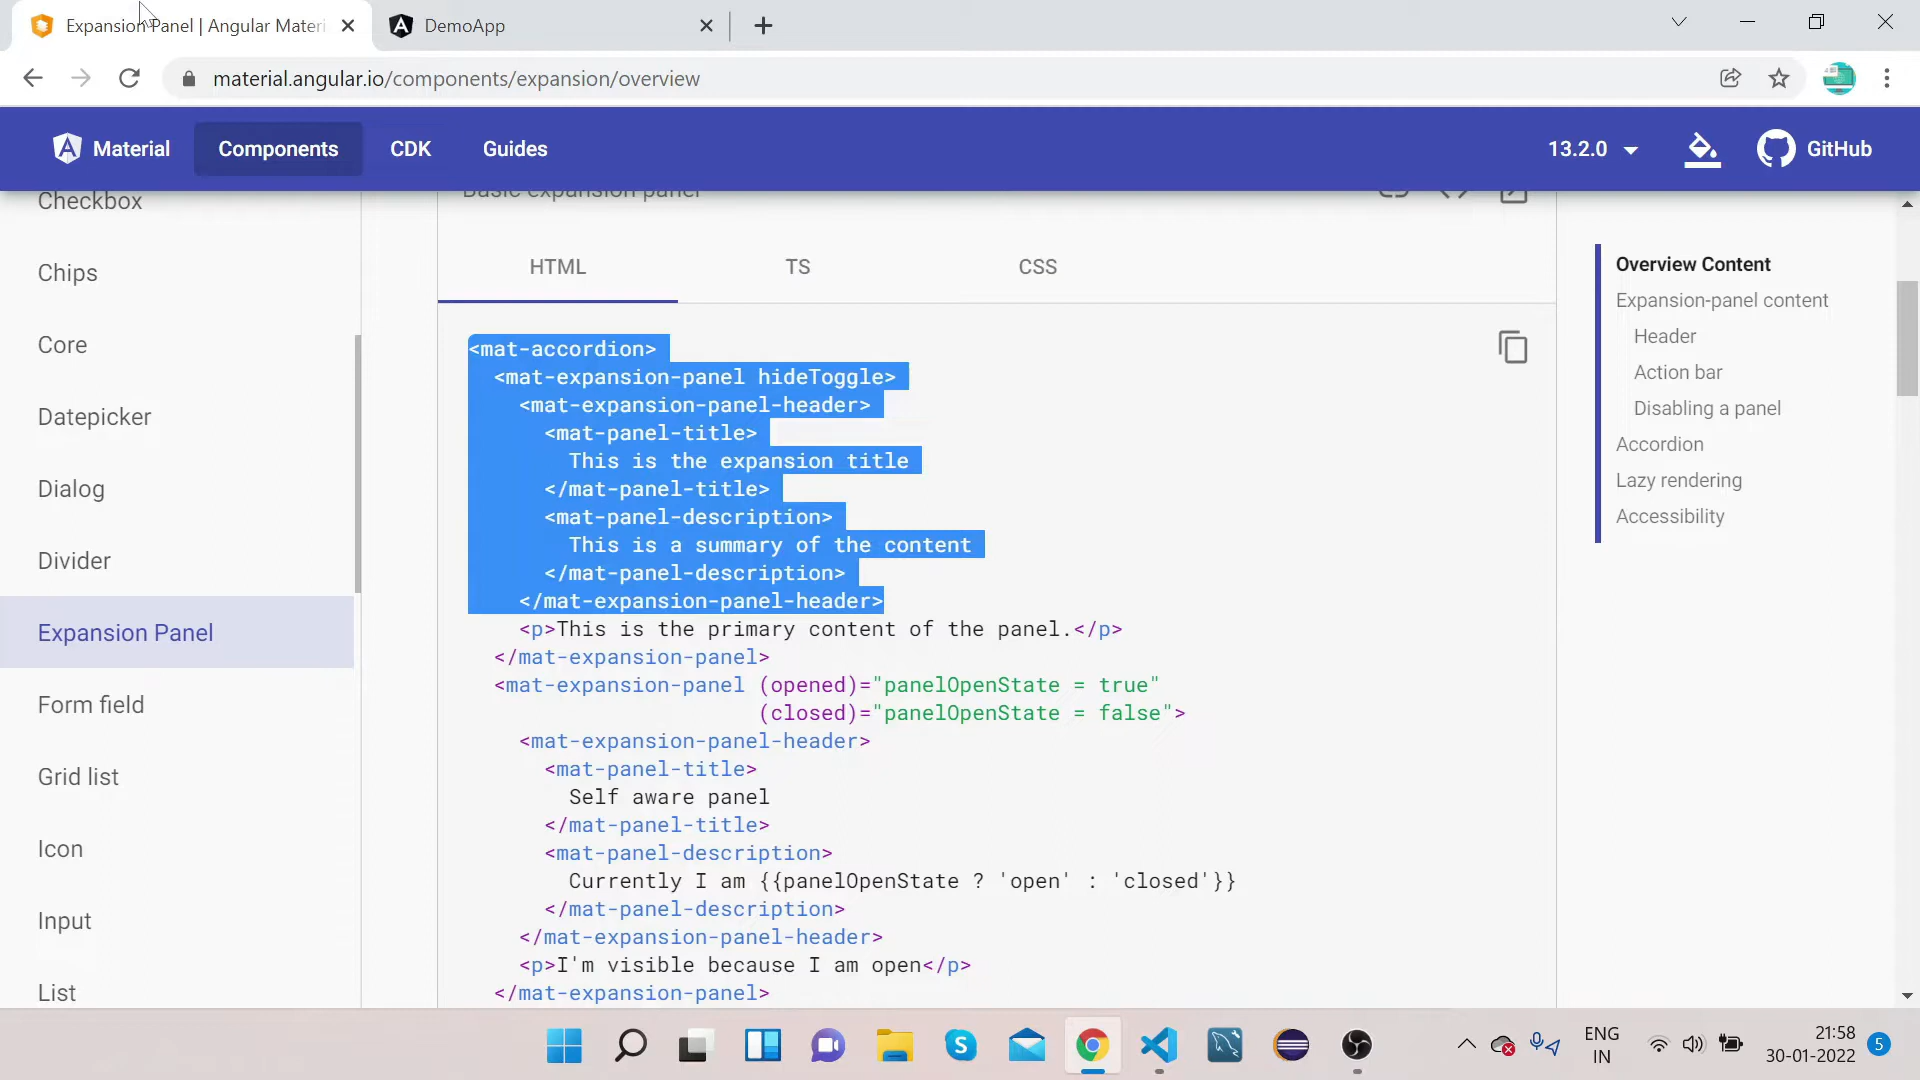 Expansion Panel | Angular Materi
DemoApp
material.angular.io/components/expansion/overview
Material
Components
CDK
Guides
13.2.0
GitHub
Checkbox
Chips
Core
Datepicker
Dialog
Divider
Expansion Panel
Form field
Grid list
Icon
Input
List
Basic expansion panel
HTML
TS
CSS
<mat-accordion>
<mat-expansion-panel hideToggle>
<mat-expansion-panel-header>
<mat-panel-title>
This is the expansion title
</mat-panel-title>
<mat-panel-description>
This is a summary of the content
</mat-panel-description>
</mat-expansion-panel-header>
<p>This is the primary content of the panel.</p>
</mat-expansion-panel>
<mat-expansion-panel (opened)="panelOpenState = true"
(closed)="panelOpenState = false">
<mat-expansion-panel-header>
<mat-panel-title>
Self aware panel
</mat-panel-title>
<mat-panel-description>
Currently I am {{panelOpenState ? 'open' : 'closed'}}
</mat-panel-description>
</mat-expansion-panel-header>
<p>I'm visible because I am open</p>
</mat-expansion-panel>
Overview Content
Expansion-panel content
Header
Action bar
Disabling a panel
Accordion
Lazy rendering
Accessibility
ENG
IN
21:58
30-01-2022
5